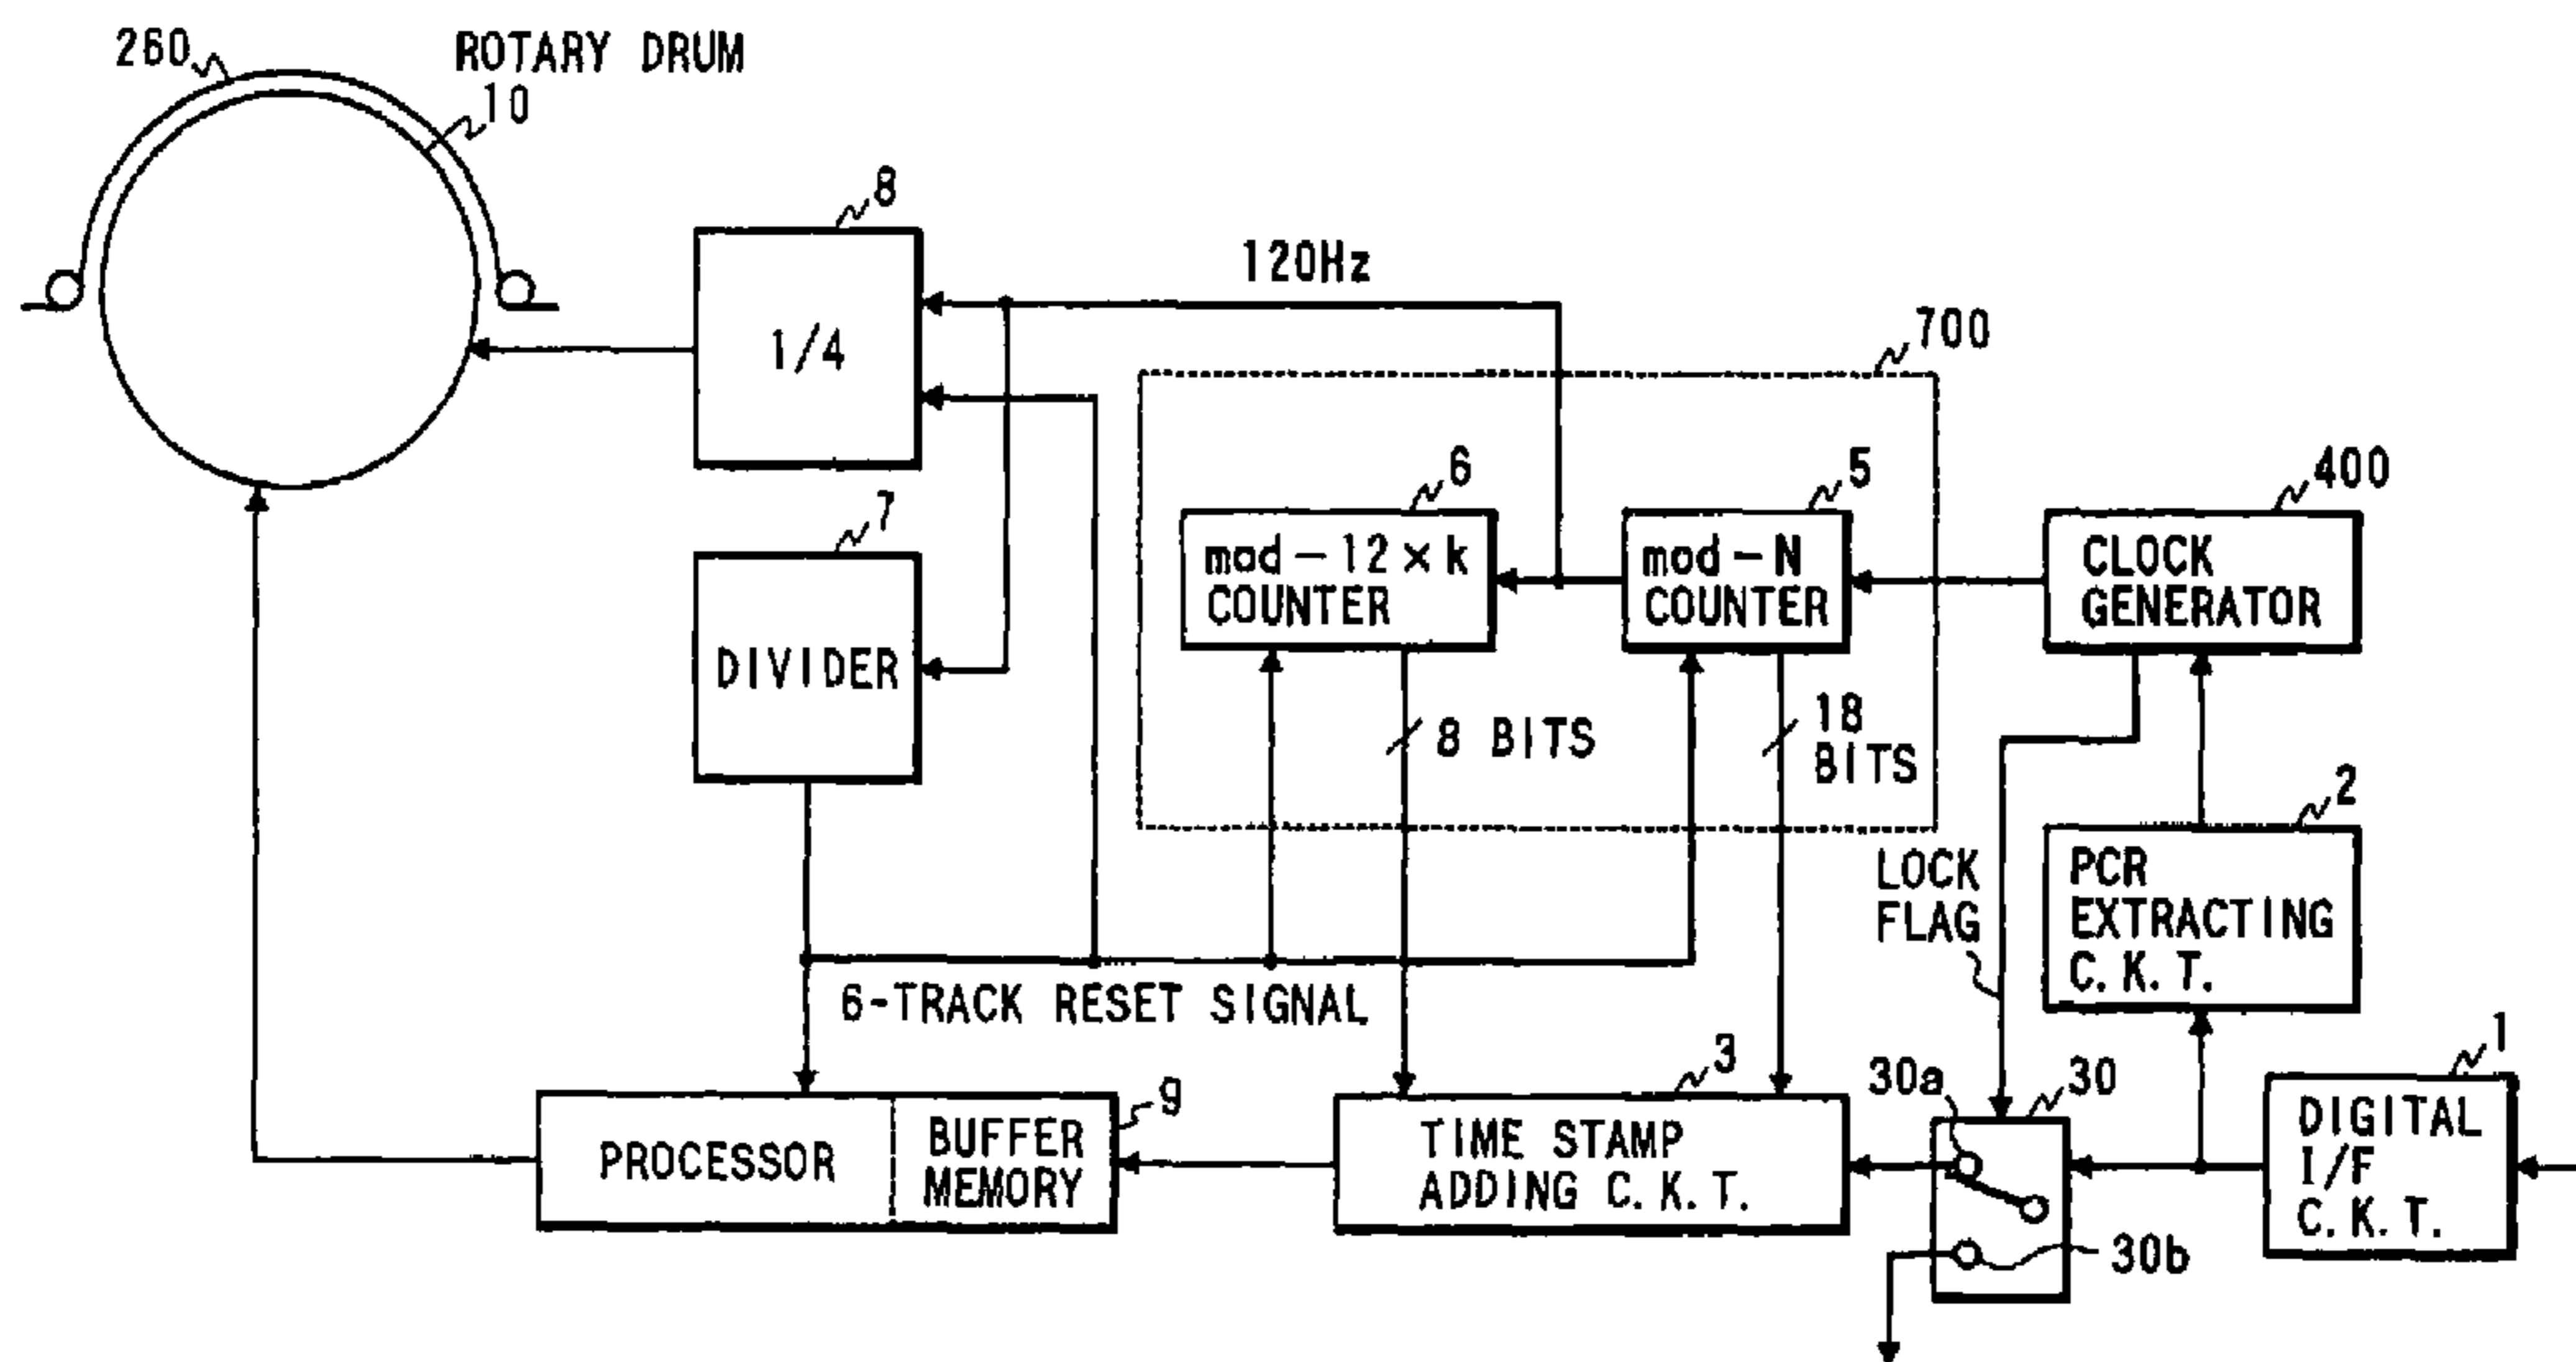 260
ROTARY DRUM
10
8
1/4
120Hz
700
6
mod-12×k
COUNTER
5
mod-N
COUNTER
400
CLOCK
GENERATOR
7
DIVIDER
8 BITS
18
BITS
2
PCR
EXTRACTING
C.K.T.
LOCK
FLAG
6-TRACK RESET SIGNAL
9
PROCESSOR
BUFFER
MEMORY
3
TIME STAMP
ADDING C.K.T.
30a
30
30b
1
DIGITAL
I/F
C.K.T.